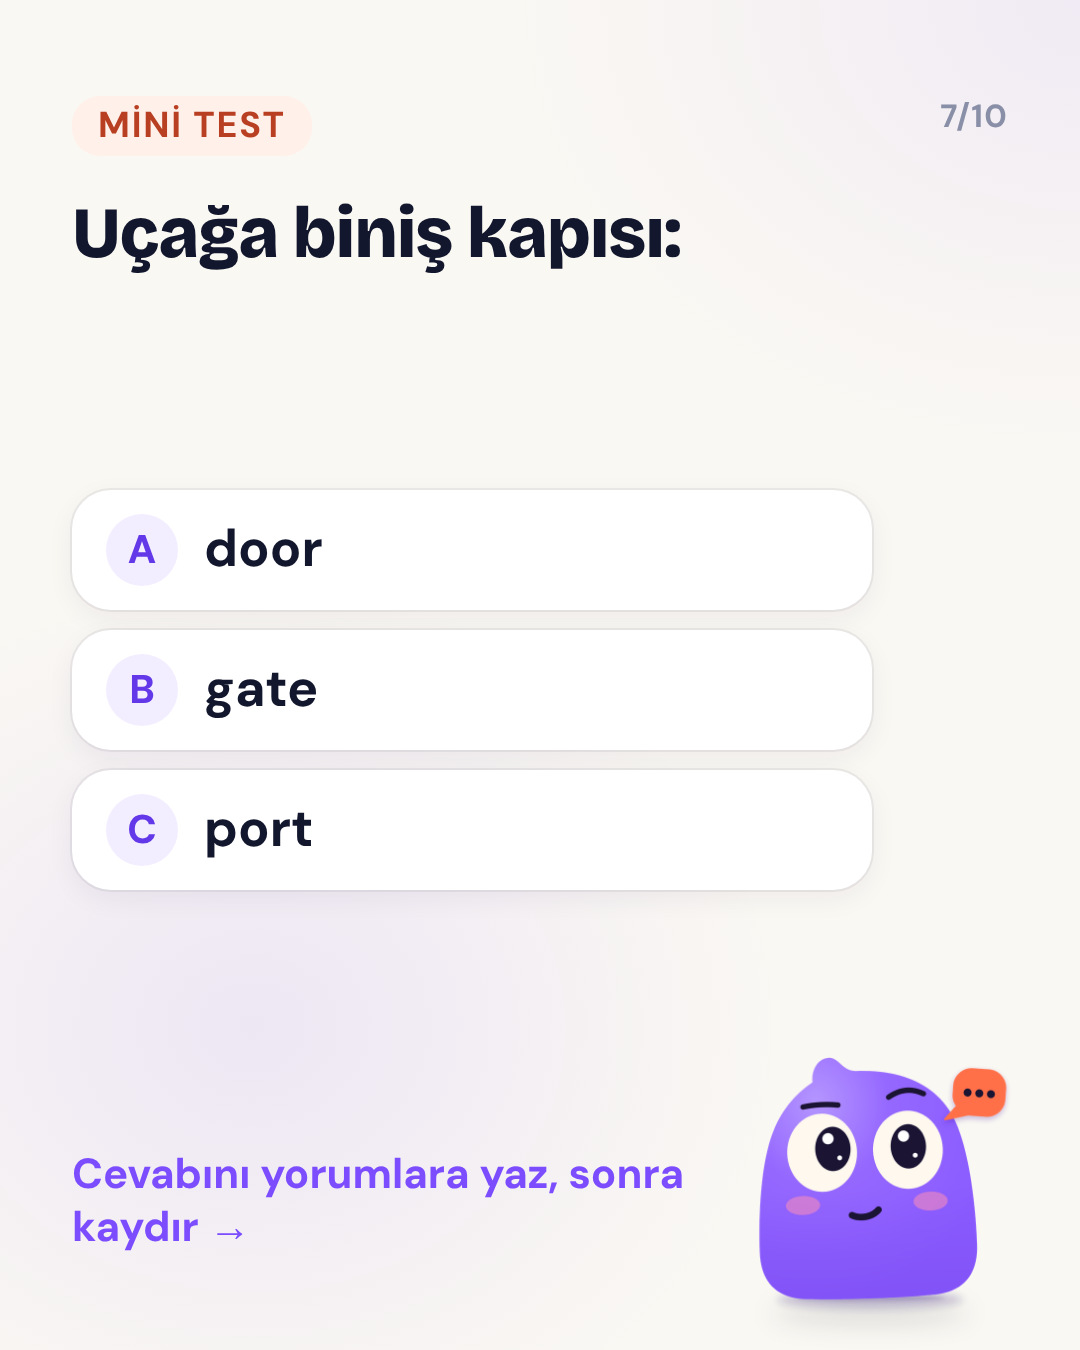 MİNİ TEST
7/10
Uçağa biniş kapısı:
A door
B gate
C port
Cevabını yorumlara yaz, sonra
kaydır →